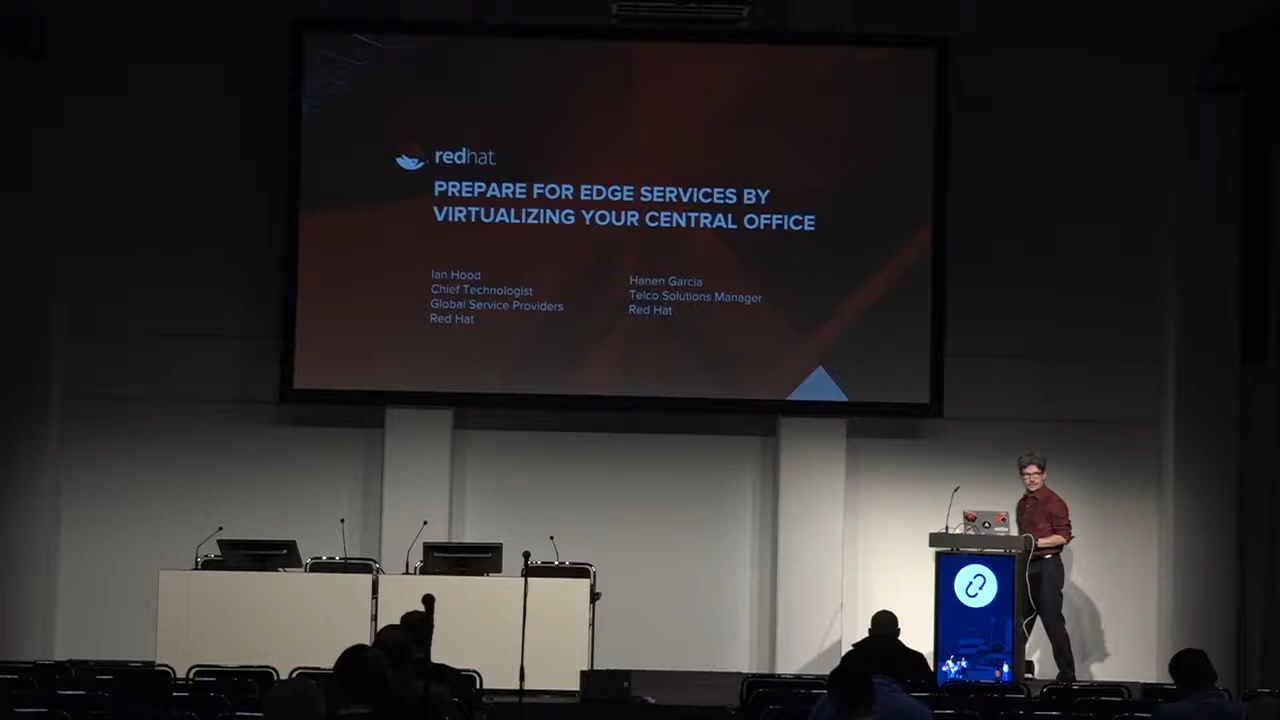 redhat.
PREPARE FOR EDGE SERVICES BY
VIRTUALIZING YOUR CENTRAL OFFICE
Ian Hood
Chief Technologist
Global Service Providers
Red Hat
Hanen Garcia
Telco Solutions Manager
Red Hat